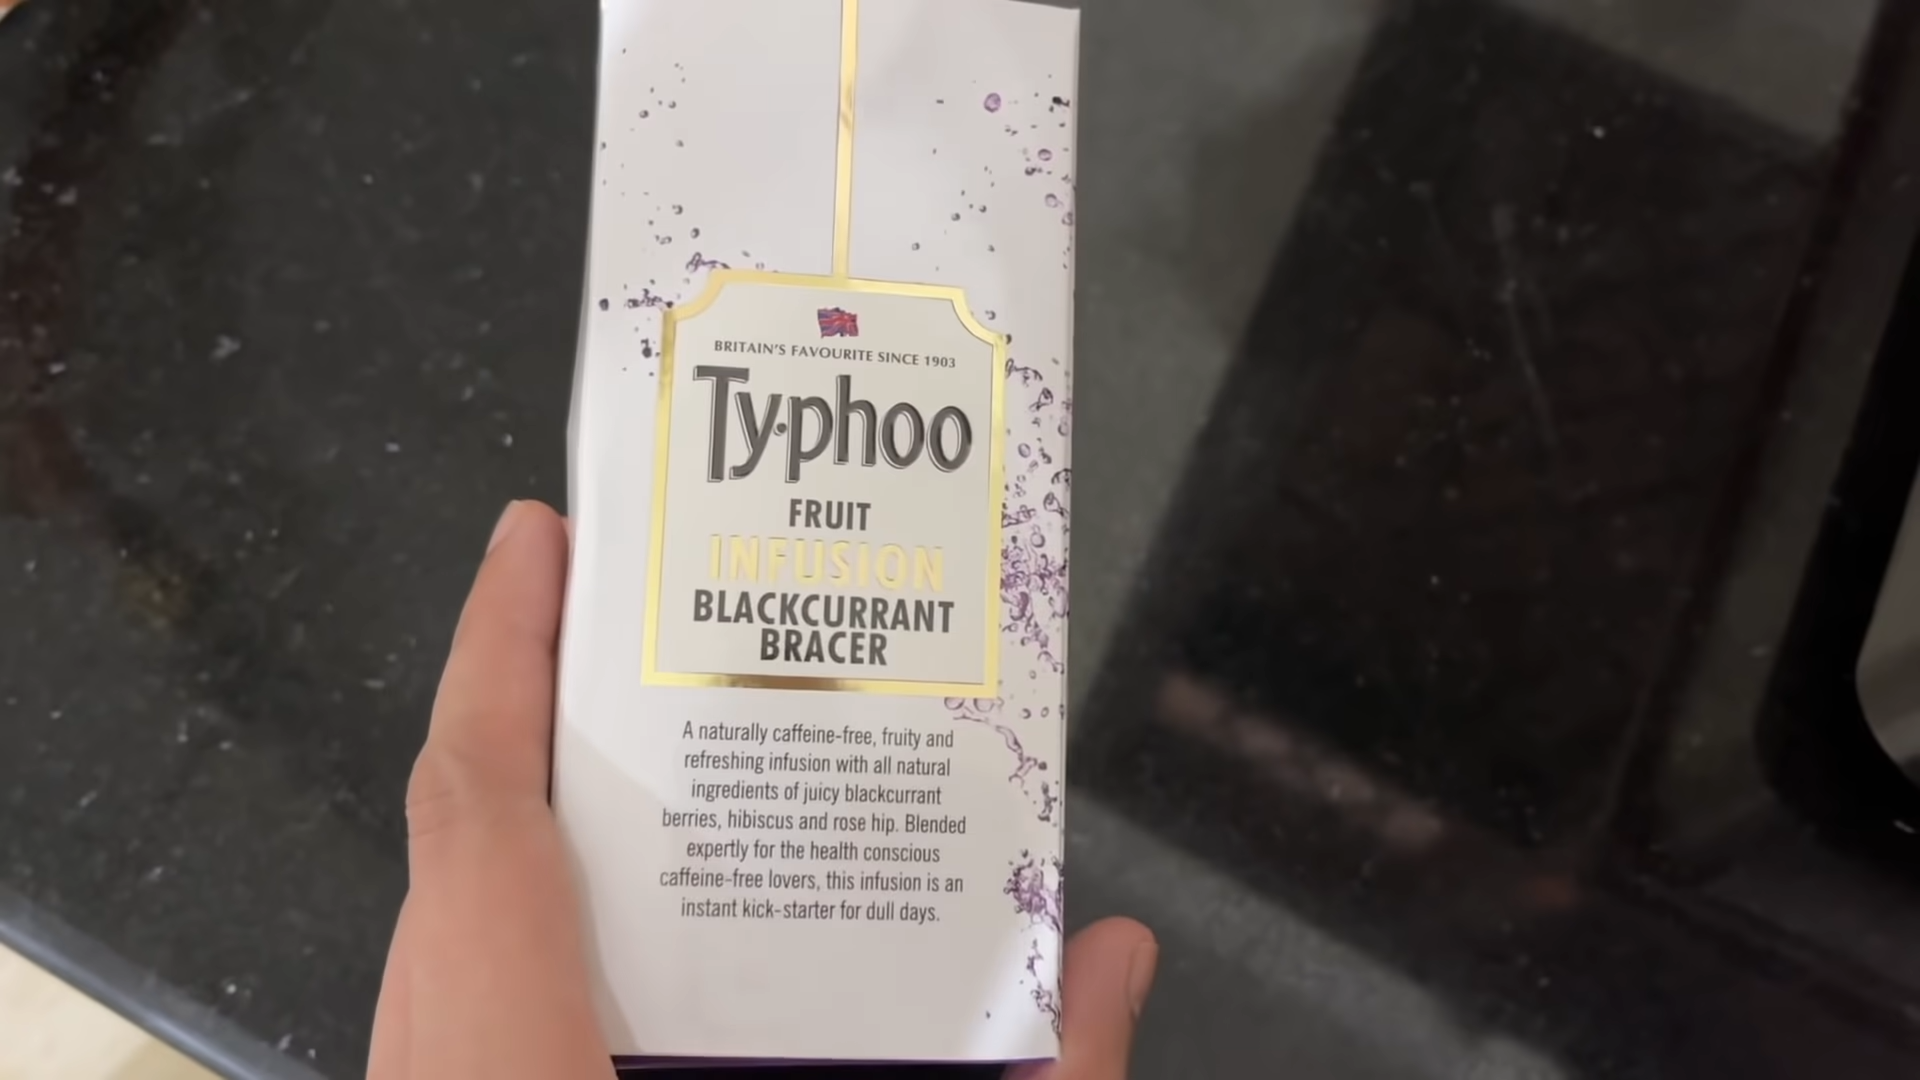 BRITAIN'S FAVOURITE SINCE 1903
Ty·phoo
FRUIT
INFUSION
BLACKCURRANT
BRACER
A naturally caffeine-free, fruity and
refreshing infusion with all natural
ingredients of juicy blackcurrant
berries, hibiscus and rose hip. Blended
expertly for the health conscious
caffeine-free lovers, this infusion is an
instant kick-starter for dull days.